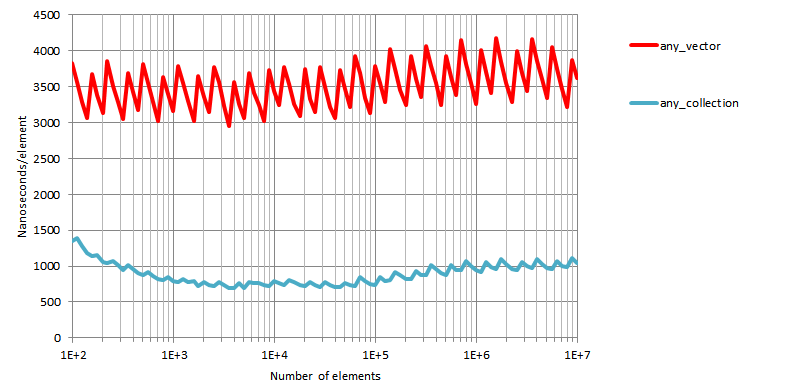 4500
4000
3500
3000
2500
2000
1500
1000
500
0
Nanoseconds/element
1E+2 1E+3 1E+4 1E+5 1E+6 1E+7
Number of elements
any_vector
any_collection